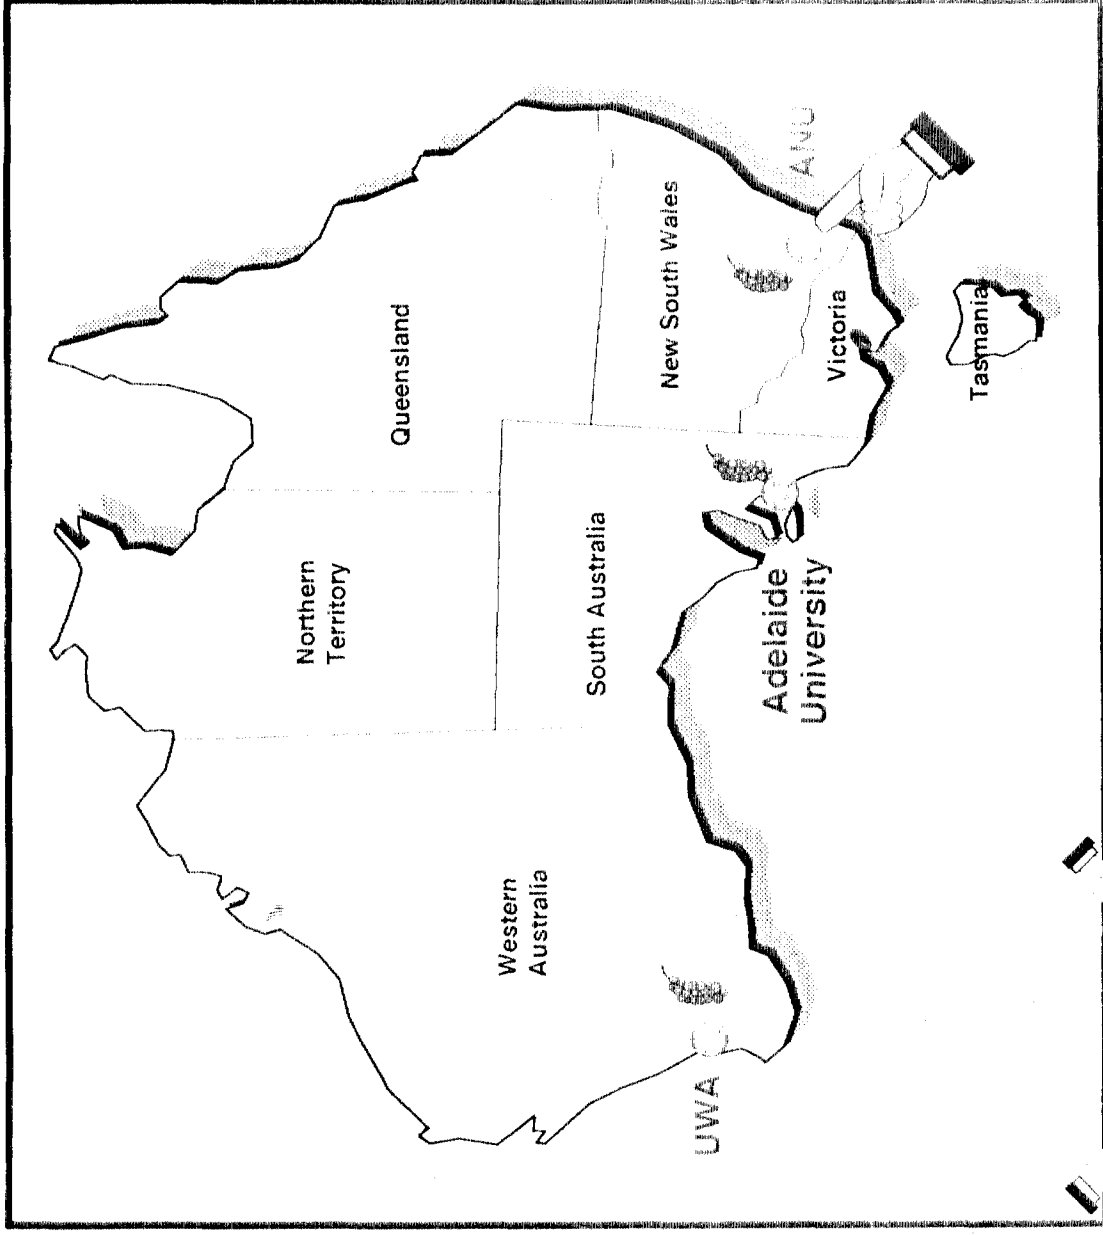 Northern
Territory
Queensland
Western
Australia
South Australia
New South Wales
Victoria
Tasmania
UWA
Adelaide
University
ANU